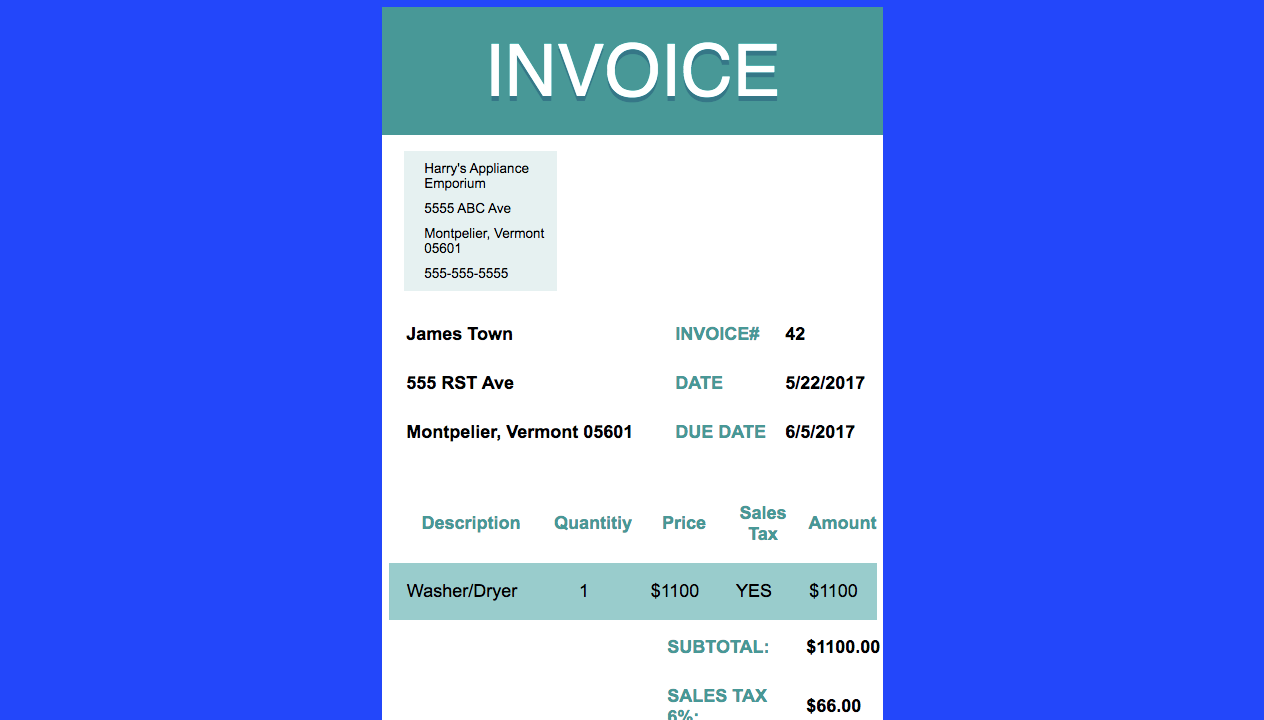 INVOICE
Harry's Appliance
Emporium
5555 ABC Ave
Montpelier, Vermont
05601
555-555-5555
James Town INVOICE# 42
555 RST Ave DATE 5/22/2017
Montpelier, Vermont 05601 DUE DATE 6/5/2017
Description Quantitiy Price Sales Tax Amount
Washer/Dryer 1 $1100 YES $1100
SUBTOTAL: $1100.00
SALES TAX 6%: $66.00